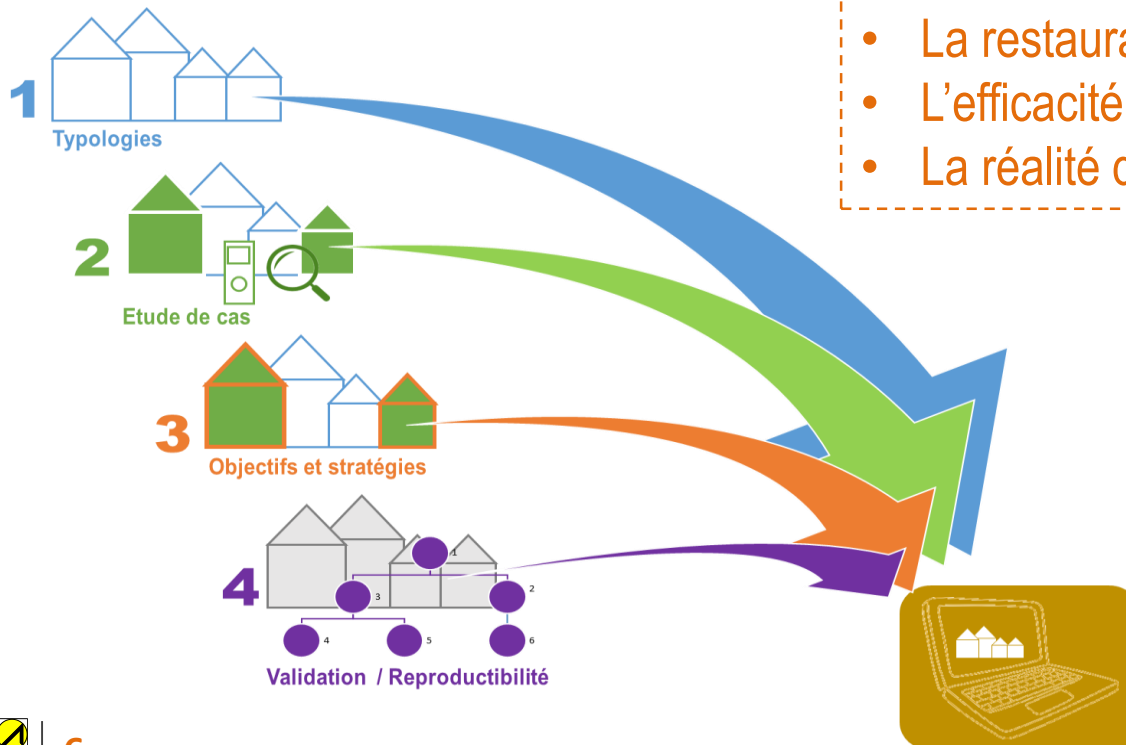 • La restaura
• L'efficacité
• La réalité
1
Typologies
2
Etude de cas
3
Objectifs et stratégies
4
1
3
2
4
5
6
Validation / Reproductibilité